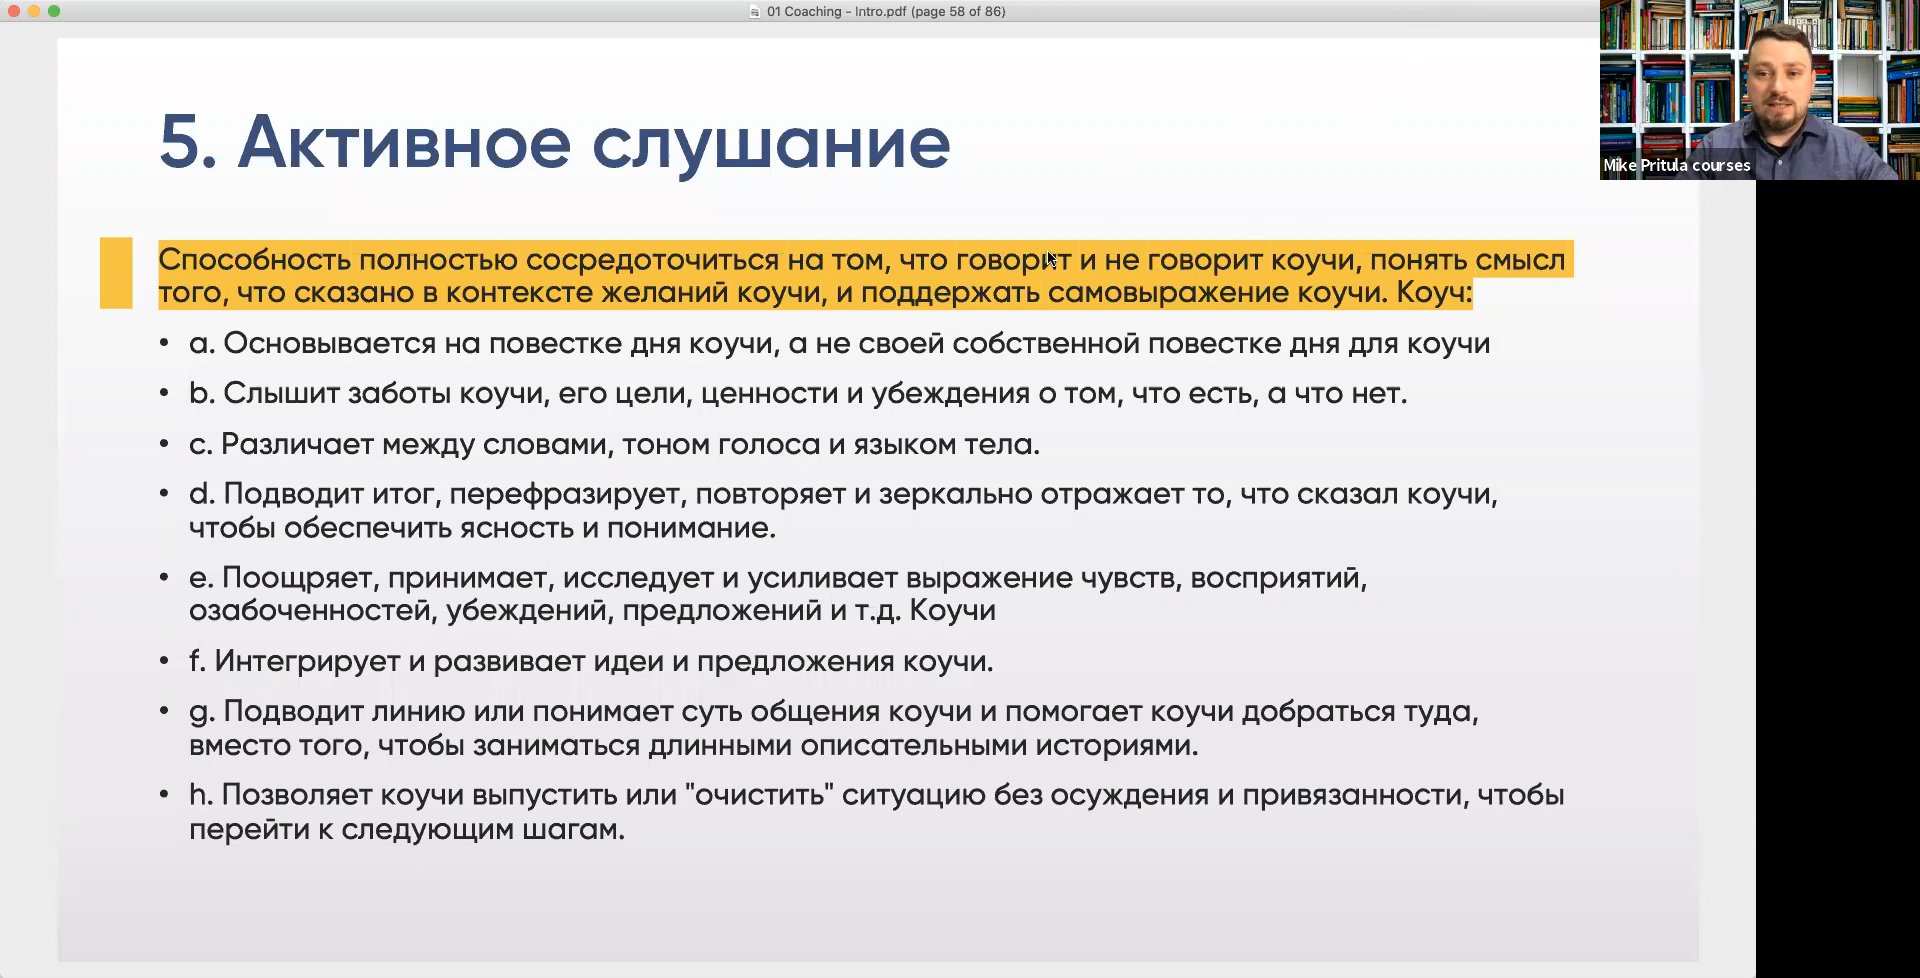 01 Coaching - Intro.pdf (page 58 of 86)
Mike Pritula courses
5. Активное слушание
Способность полностью сосредоточиться на том, что говорит и не говорит коучи, понять смысл
того, что сказано в контексте желаний коучи, и поддержать самовыражение коучи. Коуч:
• a. Основывается на повестке дня коучи, а не своей собственной повестке дня для коучи
• b. Слышит заботы коучи, его цели, ценности и убеждения о том, что есть, а что нет.
• c. Различает между словами, тоном голоса и языком тела.
• d. Подводит итог, перефразирует, повторяет и зеркально отражает то, что сказал коучи,
чтобы обеспечить ясность и понимание.
• e. Поощряет, принимает, исследует и усиливает выражение чувств, восприятий,
озабоченностей, убеждений, предложений и т.д. Коучи
• f. Интегрирует и развивает идеи и предложения коучи.
• g. Подводит линию или понимает суть общения коучи и помогает коучи добраться туда,
вместо того, чтобы заниматься длинными описательными историями.
• h. Позволяет коучи выпустить или "очистить" ситуацию без осуждения и привязанности, чтобы
перейти к следующим шагам.